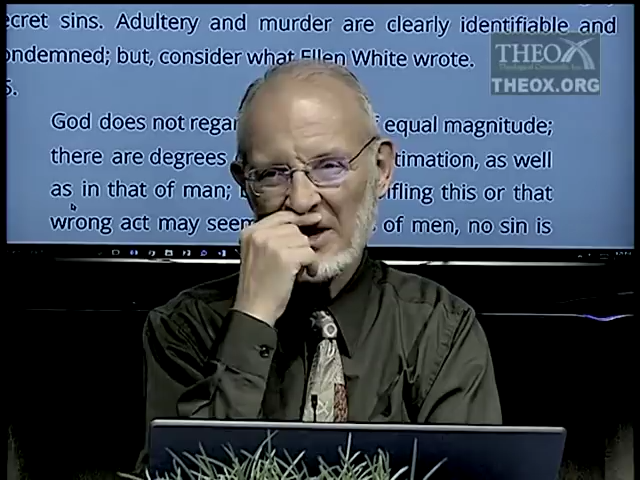 ecret sins. Adultery and murder are clearly identifiable and
ondemned; but, consider what Ellen White wrote.
5.
God does not regar of equal magnitude;
there are degrees timation, as well
as in that of man; ifling this or that
wrong act may seem of men, no sin is
THEOX
THEOX.ORG